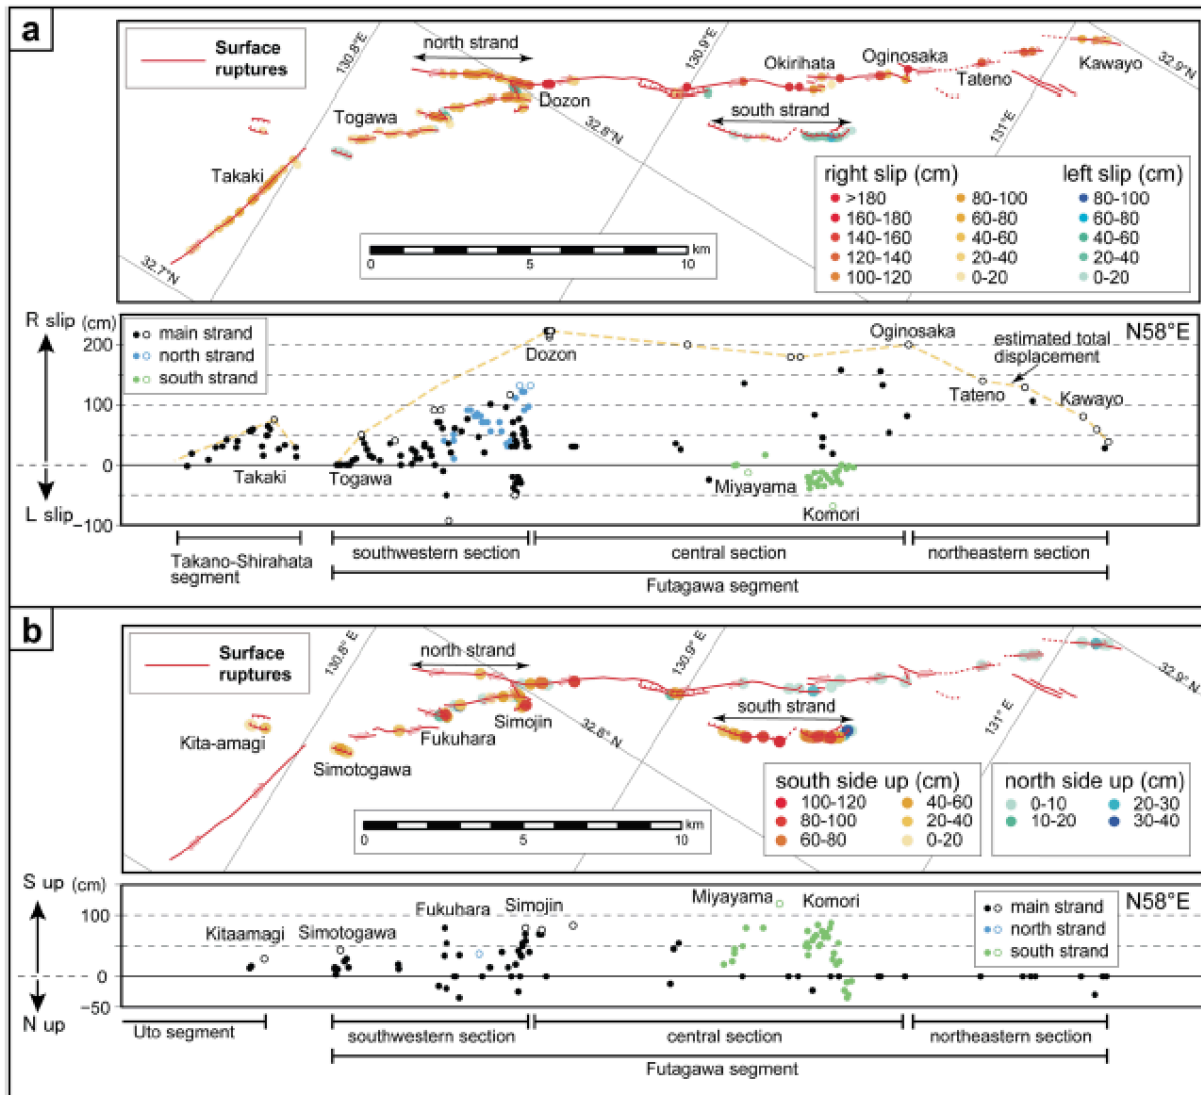 a
Surface
ruptures
north strand
130.8°E
130.9°E
Okirihata
Oginosaka
Kawayo
32.9°N
Togawa
Dozon
Tateno
32.8°N
south strand
131°E
Takaki
32.7°N
km
0
5
10
right slip (cm)
left slip (cm)
>180
80-100
80-100
160-180
60-80
60-80
140-160
40-60
40-60
120-140
20-40
20-40
100-120
0-20
0-20
R slip (cm)
L slip
200
100
0
−100
main strand
north strand
south strand
N58°E
Oginosaka
estimated total
displacement
Dozon
Tateno
Kawayo
Takaki
Togawa
Miyayama
Komori
Takano-Shirahata
segment
southwestern section
central section
northeastern section
Futagawa segment
b
Surface
ruptures
north strand
130.8° E
130.9° E
32.9° N
Simojin
south strand
32.8° N
131° E
Kita-amagi
Fukuhara
Simotogawa
km
0
5
10
south side up (cm)
north side up (cm)
100-120
40-60
0-10
20-30
80-100
20-40
10-20
30-40
60-80
0-20
S up (cm)
N up
100
0
−50
Kitaamagi
Simotogawa
Fukuhara
Simojin
Miyayama
Komori
N58°E
main strand
north strand
south strand
Uto segment
southwestern section
central section
northeastern section
Futagawa segment